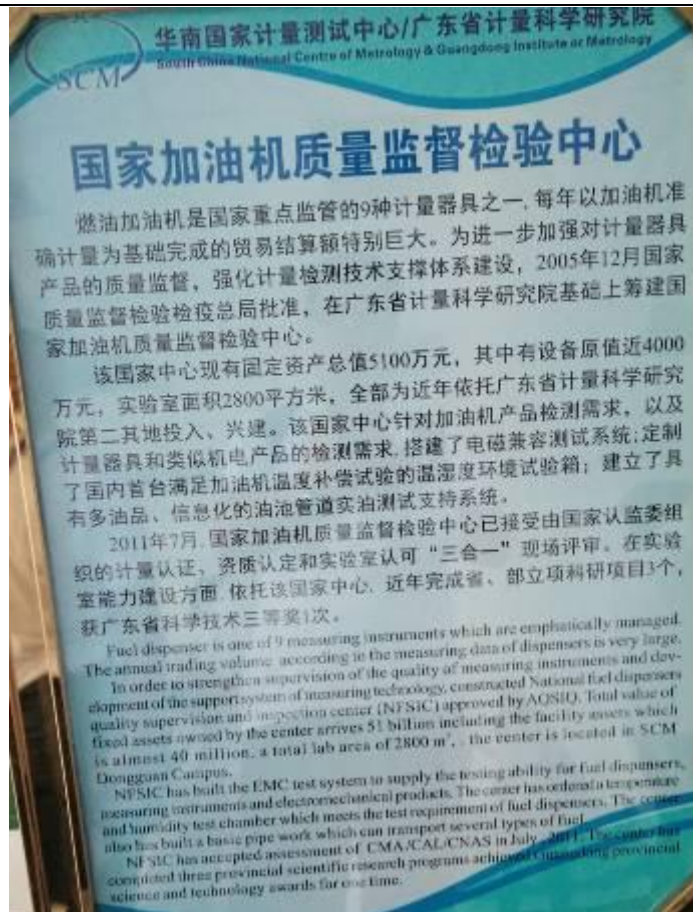 SCM
华南国家计量测试中心/广东省计量科学研究院
South China National Centre of Metrology & Guangdong Institute of Metrology
国家加油机质量监督检验中心
燃油加油机是国家重点监管的9种计量器具之一,每年以加油机准
确计量为基础完成的贸易结算额特别巨大。为进一步加强对计量器具
产品的质量监督，强化计量检测技术支撑体系建设，2005年12月国家
质量监督检验检疫总局批准，在广东省计量科学研究院基础上筹建国
家加油机质量监督检验中心。
该国家中心现有固定资产总值5100万元，其中有设备原值近4000
万元，实验室面积2800平方米，全部为近年依托广东省计量科学研究
院第二其地投入、兴建。该国家中心针对加油机产品检测需求，以及
计量器具和类似机电产品的检测需求,搭建了电磁兼容测试系统;定制
了国内首台满足加油机温度补偿试验的温湿度环境试验箱；建立了具
有多油品、信息化的油池管道实油测试支持系统。
2011年7月,国家加油机质量监督检验中心已接受由国家认监委组
织的计量认证、资质认定和实验室认可“三合一”现场评审。在实验
室能力建设方面,依托该国家中心,近年完成省、部立项科研项目3个，
获广东省科学技术三等奖1次。
Fuel dispenser is one of 9 measuring instruments which are emphatically managed.
The annual trading volume according to the measuring data of dispensers is very large.
In order to strengthen supervision of the quality of measuring instruments and dev-
elopment of the support system of measuring technology, constructed National fuel dispensers
quality supervision and inspection center (NFSIC) approved by AQSIQ. Total value of
fixed assets owned by the center arrives 51 billion including the facility assets which
is almost 40 million, a total lab area of 2800 m², , the center is located in SCM
Dongguan Campus.
NFSIC has built the EMC test system to supply the testing ability for fuel dispensers,
measuring instruments and electromechanical products. The center has ordered a temperature
and humidity test chamber which meets the test requirement of fuel dispensers. The center
also has built a basic pipe work which can transport several types of fuel.
NFSIC has accepted assessment of CMA/CAL/CNAS in July , 2011. The center has
completed three provincial scientific research programs achieved Guangdong provincial
science and technology awards for one time.